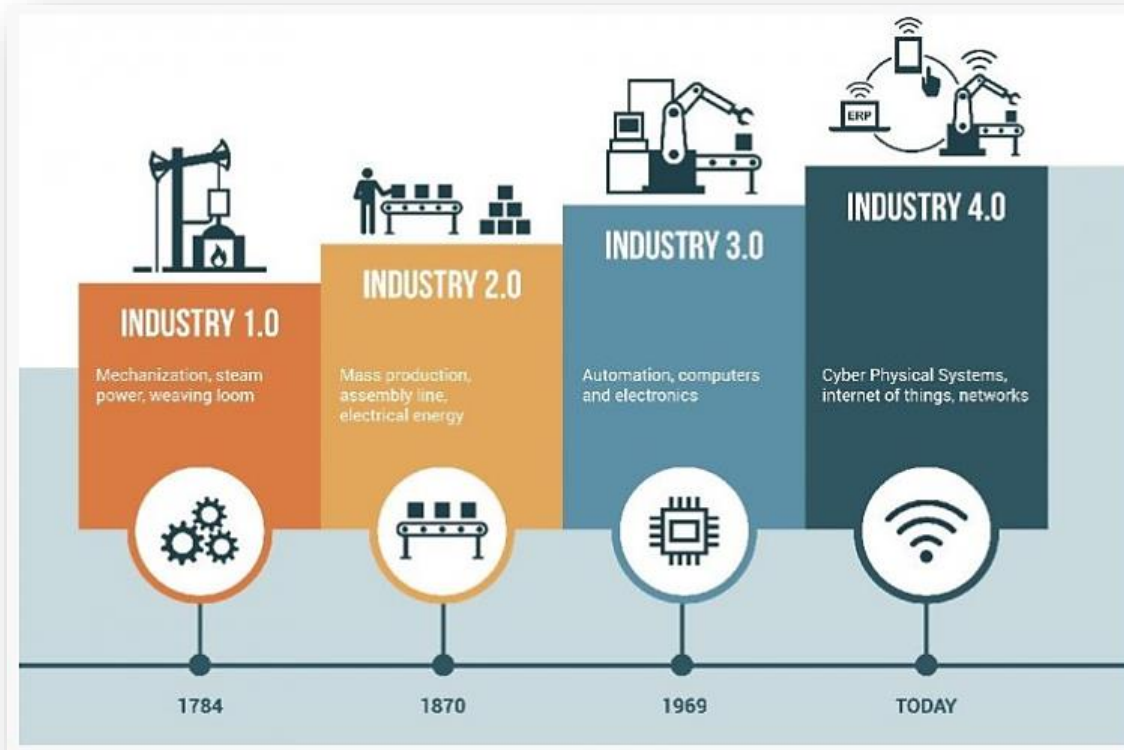 ERP
INDUSTRY 1.0
Mechanization, steam
power, weaving loom
INDUSTRY 2.0
Mass production,
assembly line,
electrical energy
INDUSTRY 3.0
Automation, computers
and electronics
INDUSTRY 4.0
Cyber Physical Systems,
internet of things, networks
1784
1870
1969
TODAY